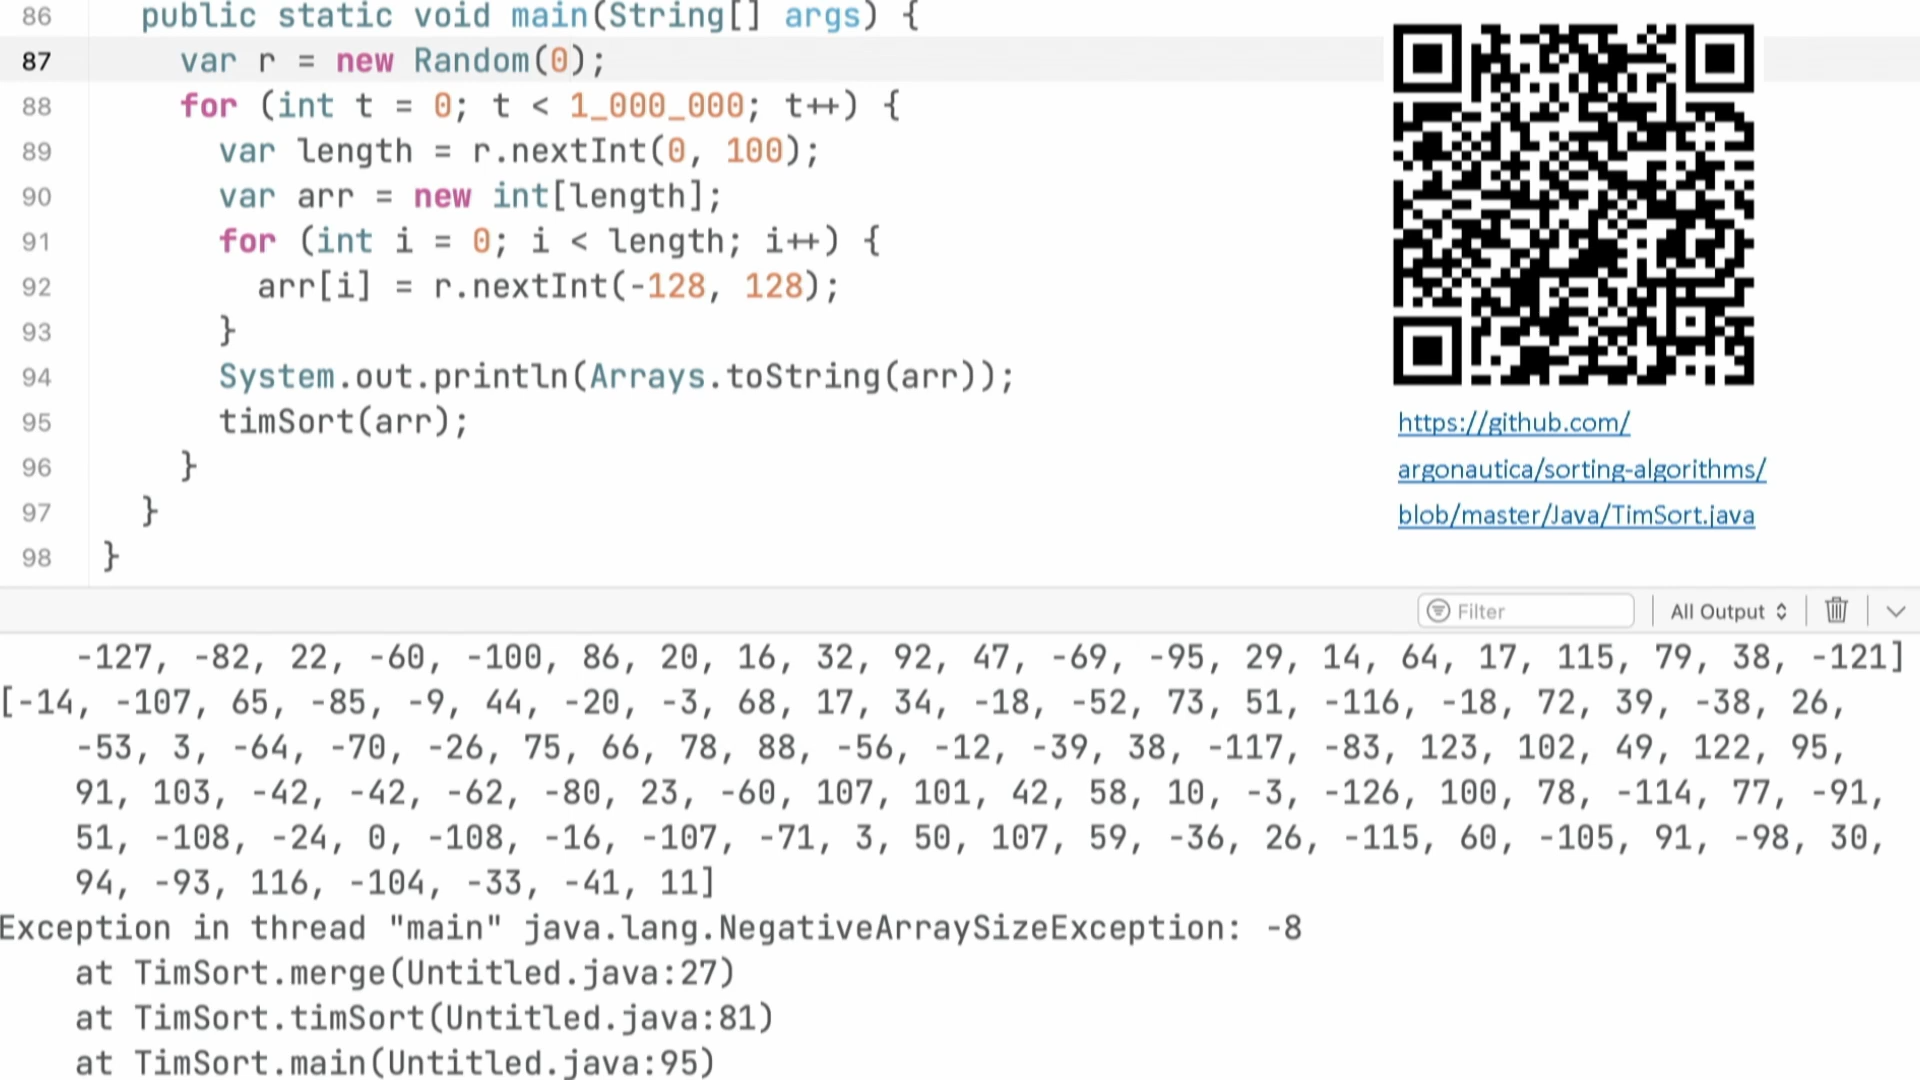 86 public static void main(String[] args) {
87 var r = new Random(0);
88 for (int t = 0; t < 1_000_000; t++) {
89 var length = r.nextInt(0, 100);
90 var arr = new int[length];
91 for (int i = 0; i < length; i++) {
92 arr[i] = r.nextInt(-128, 128);
93 }
94 System.out.println(Arrays.toString(arr));
95 timSort(arr);
96 }
97 }
98 }
https://github.com/
argonautica/sorting-algorithms/
blob/master/Java/TimSort.java
Filter All Output
-127, -82, 22, -60, -100, 86, 20, 16, 32, 92, 47, -69, -95, 29, 14, 64, 17, 115, 79, 38, -121]
[-14, -107, 65, -85, -9, 44, -20, -3, 68, 17, 34, -18, -52, 73, 51, -116, -18, 72, 39, -38, 26,
-53, 3, -64, -70, -26, 75, 66, 78, 88, -56, -12, -39, 38, -117, -83, 123, 102, 49, 122, 95,
91, 103, -42, -42, -62, -80, 23, -60, 107, 101, 42, 58, 10, -3, -126, 100, 78, -114, 77, -91,
51, -108, -24, 0, -108, -16, -107, -71, 3, 50, 107, 59, -36, 26, -115, 60, -105, 91, -98, 30,
94, -93, 116, -104, -33, -41, 11]
Exception in thread "main" java.lang.NegativeArraySizeException: -8
at TimSort.merge(Untitled.java:27)
at TimSort.timSort(Untitled.java:81)
at TimSort.main(Untitled.java:95)